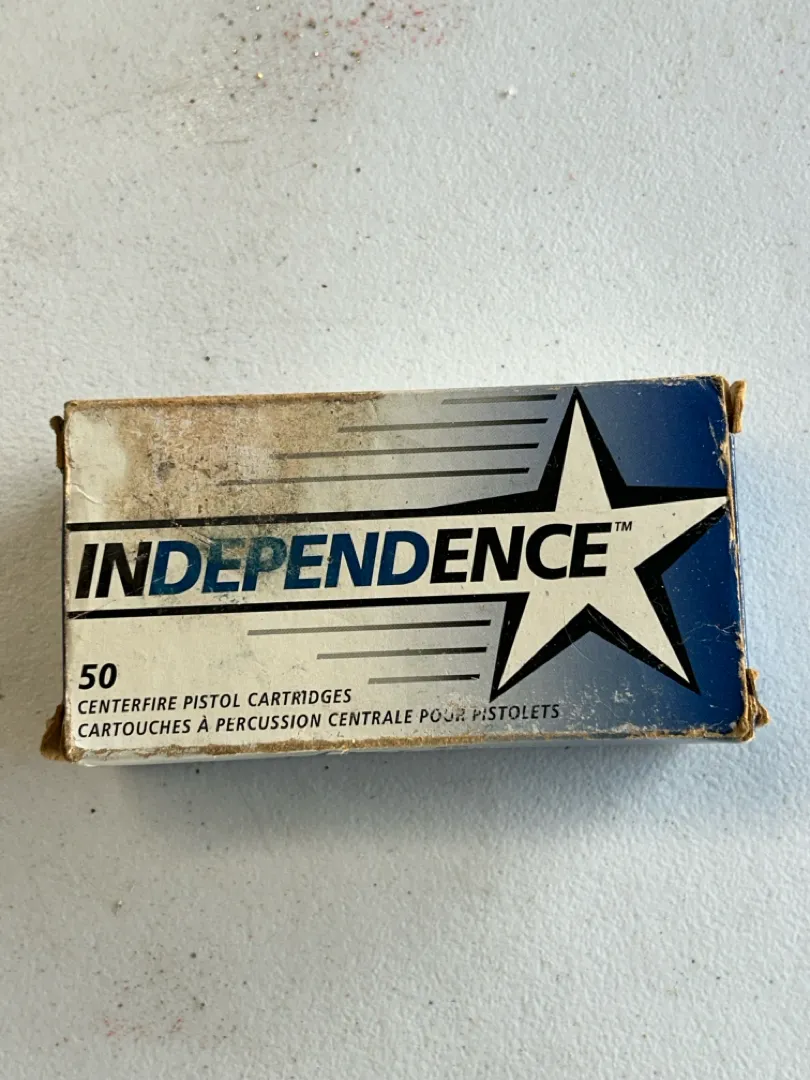 INDEPENDENCE™
50
CENTERFIRE PISTOL CARTRIDGES
CARTOUCHES À PERCUSSION CENTRALE POUR PISTOLETS